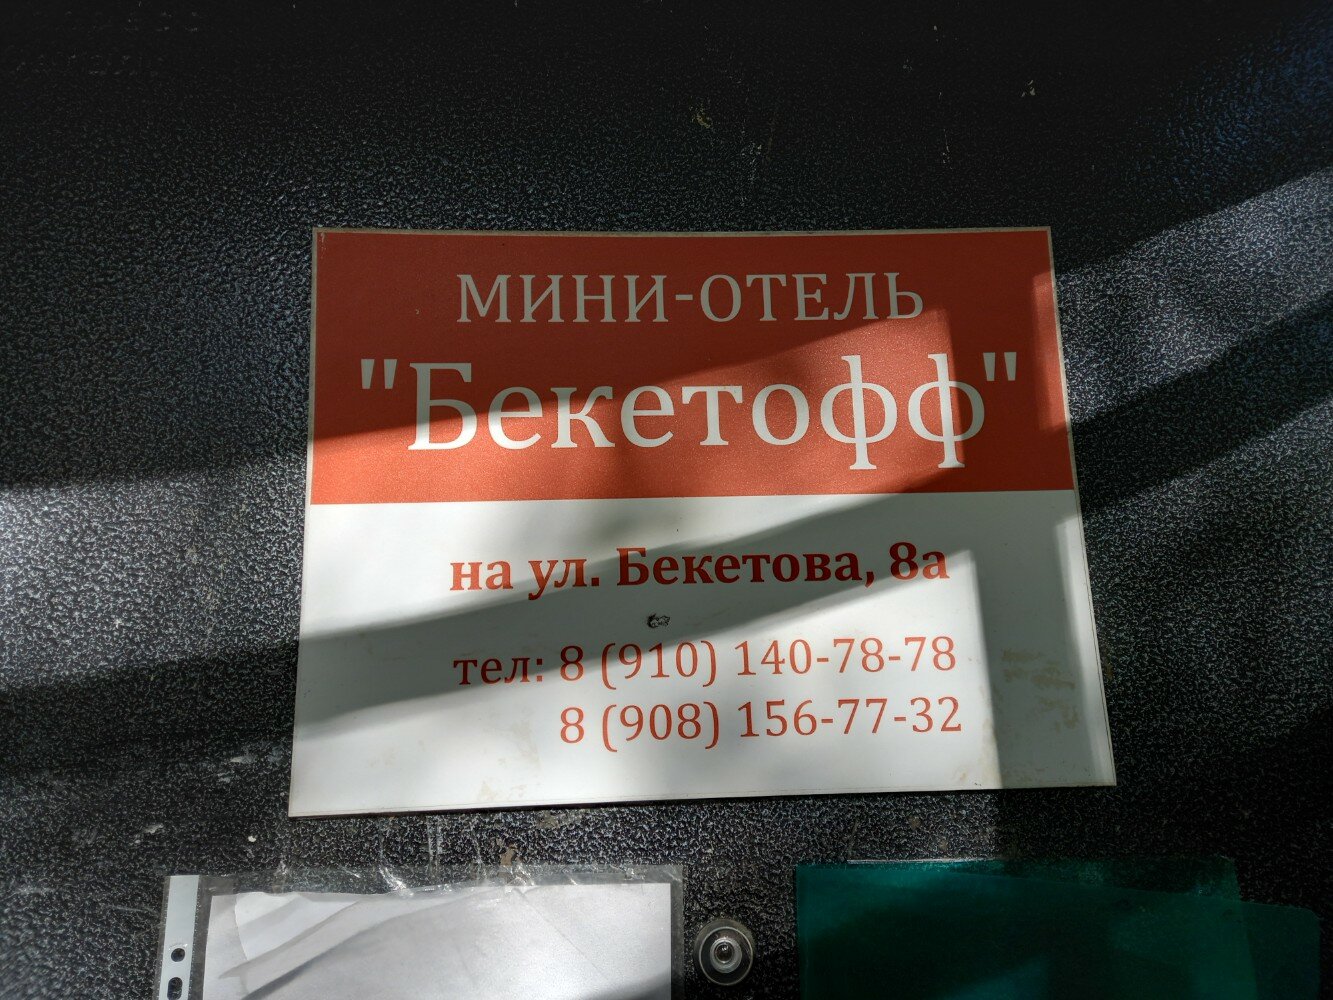 МИНИ-ОТЕЛЬ
"Бекетофф"
на ул. Бекетова, 8а
тел: 8 (910) 140-78-78
8 (908) 156-77-32